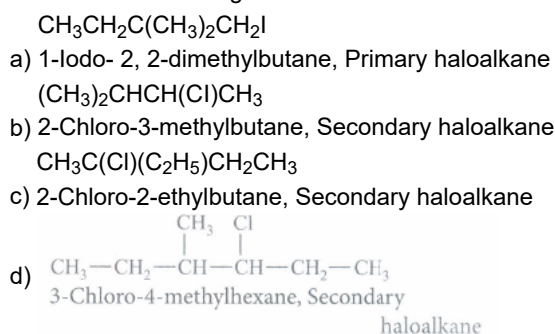 CH₃CH₂C(CH₃)₂CH₂I
a) 1-Iodo- 2, 2-dimethylbutane, Primary haloalkane
(CH₃)₂CHCH(CI)CH₃
b) 2-Chloro-3-methylbutane, Secondary haloalkane
CH₃C(CI)(C₂H₅)CH₂CH₃
c) 2-Chloro-2-ethylbutane, Secondary haloalkane
CH₃ Cl
d) CH₃—CH₂—CH—CH—CH₂—CH₃
3-Chloro-4-methylhexane, Secondary
haloalkane